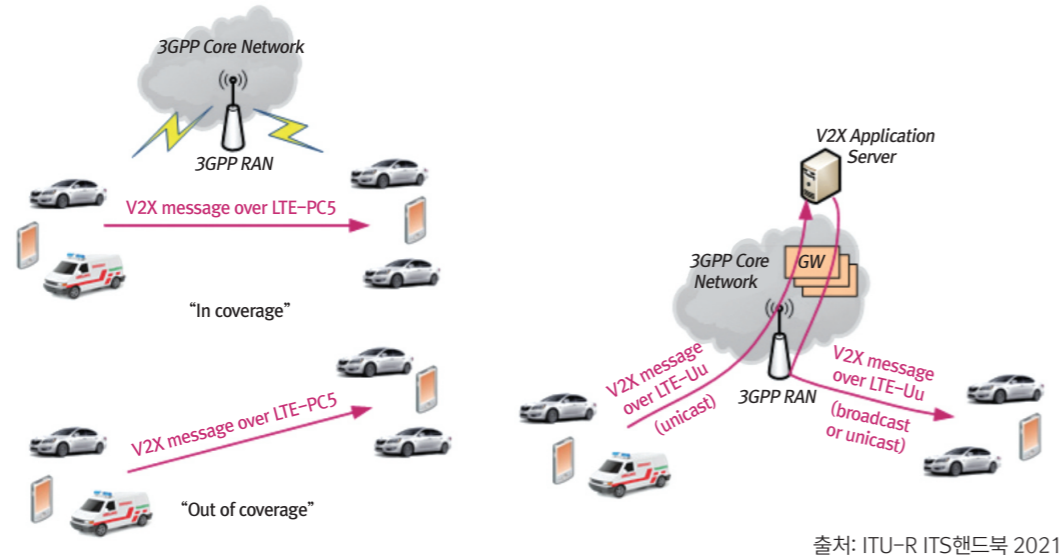 3GPP Core Network
3GPP RAN
V2X message over LTE-PC5
“In coverage”
V2X message over LTE-PC5
“Out of coverage”
V2X Application
Server
3GPP Core
Network
GW
3GPP RAN
V2X message
over LTE-Uu
(unicast)
V2X message
over LTE-Uu
(broadcast
or unicast)
출처: ITU-R ITS핸드북 2021